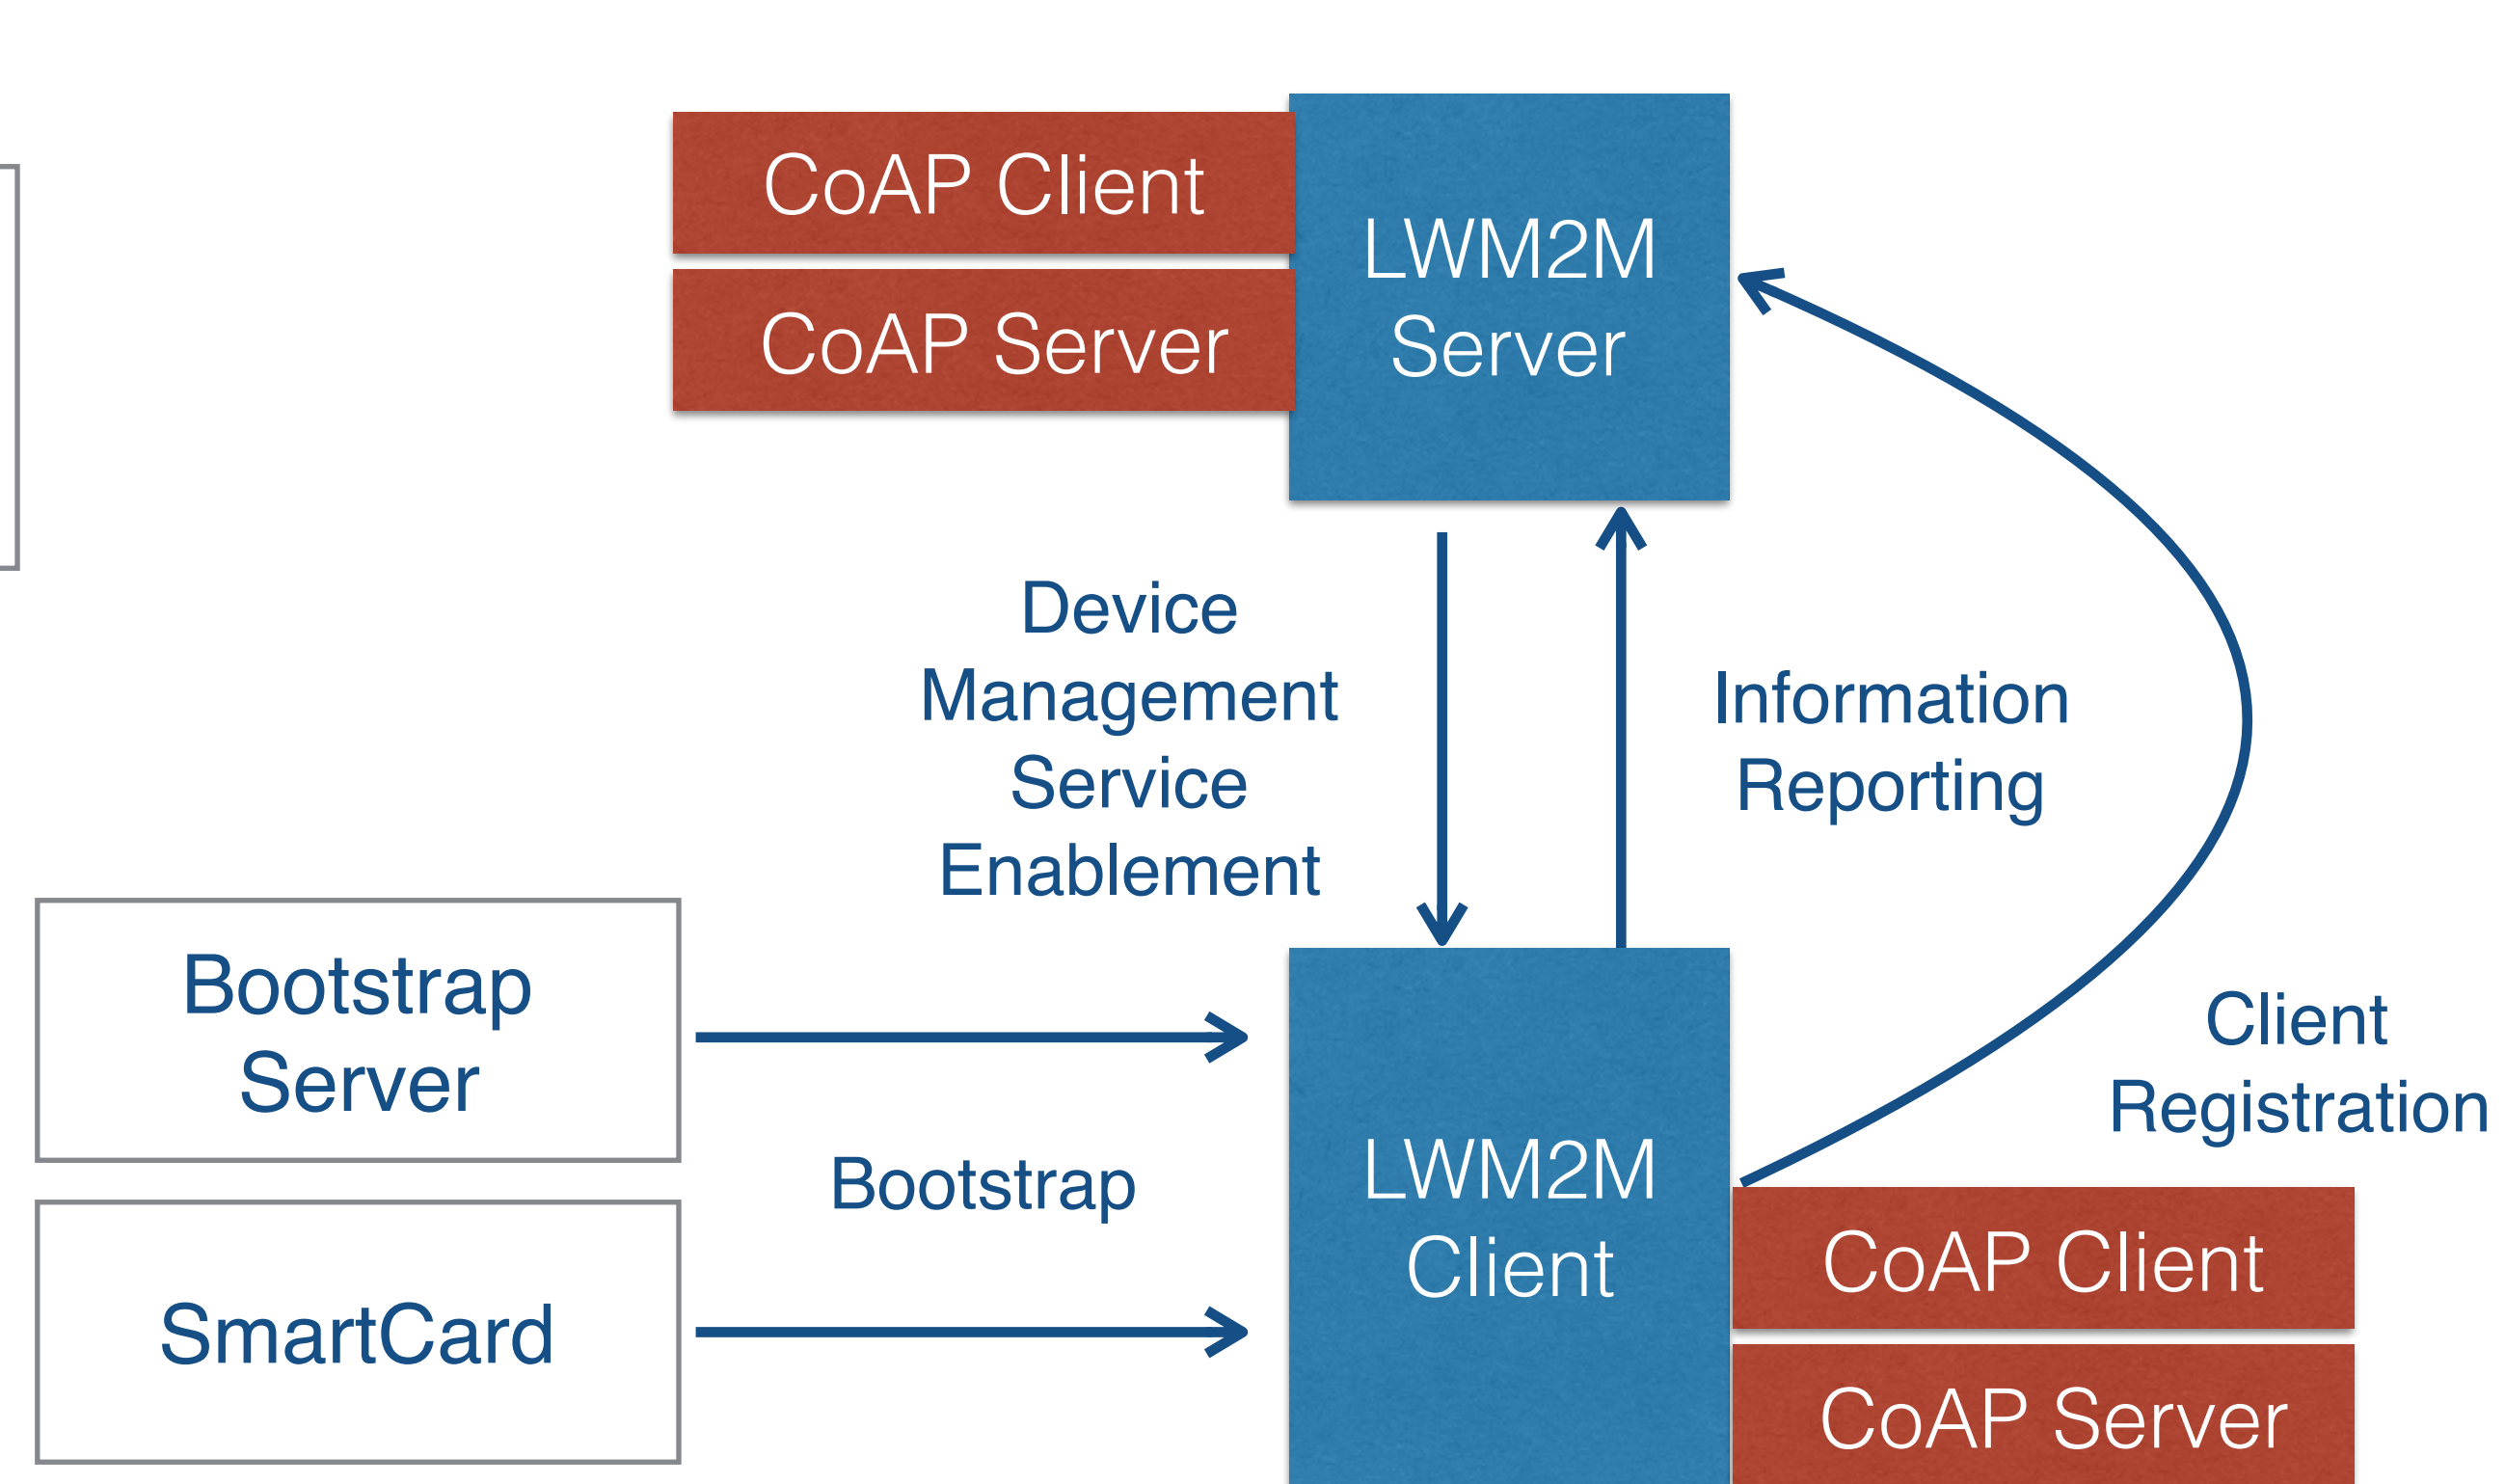 CoAP Client
CoAP Server
LWM2M
Server
Device
Management
Service
Enablement
Information
Reporting
Bootstrap
Server
Bootstrap
SmartCard
LWM2M
Client
Client
Registration
CoAP Client
CoAP Server